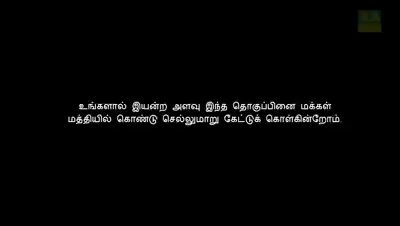 உங்களால் இயன்ற அளவு இந்த தொகுப்பினை மக்கள்
மத்தியில் கொண்டு செல்லுமாறு கேட்டுக் கொள்கின்றோம்.